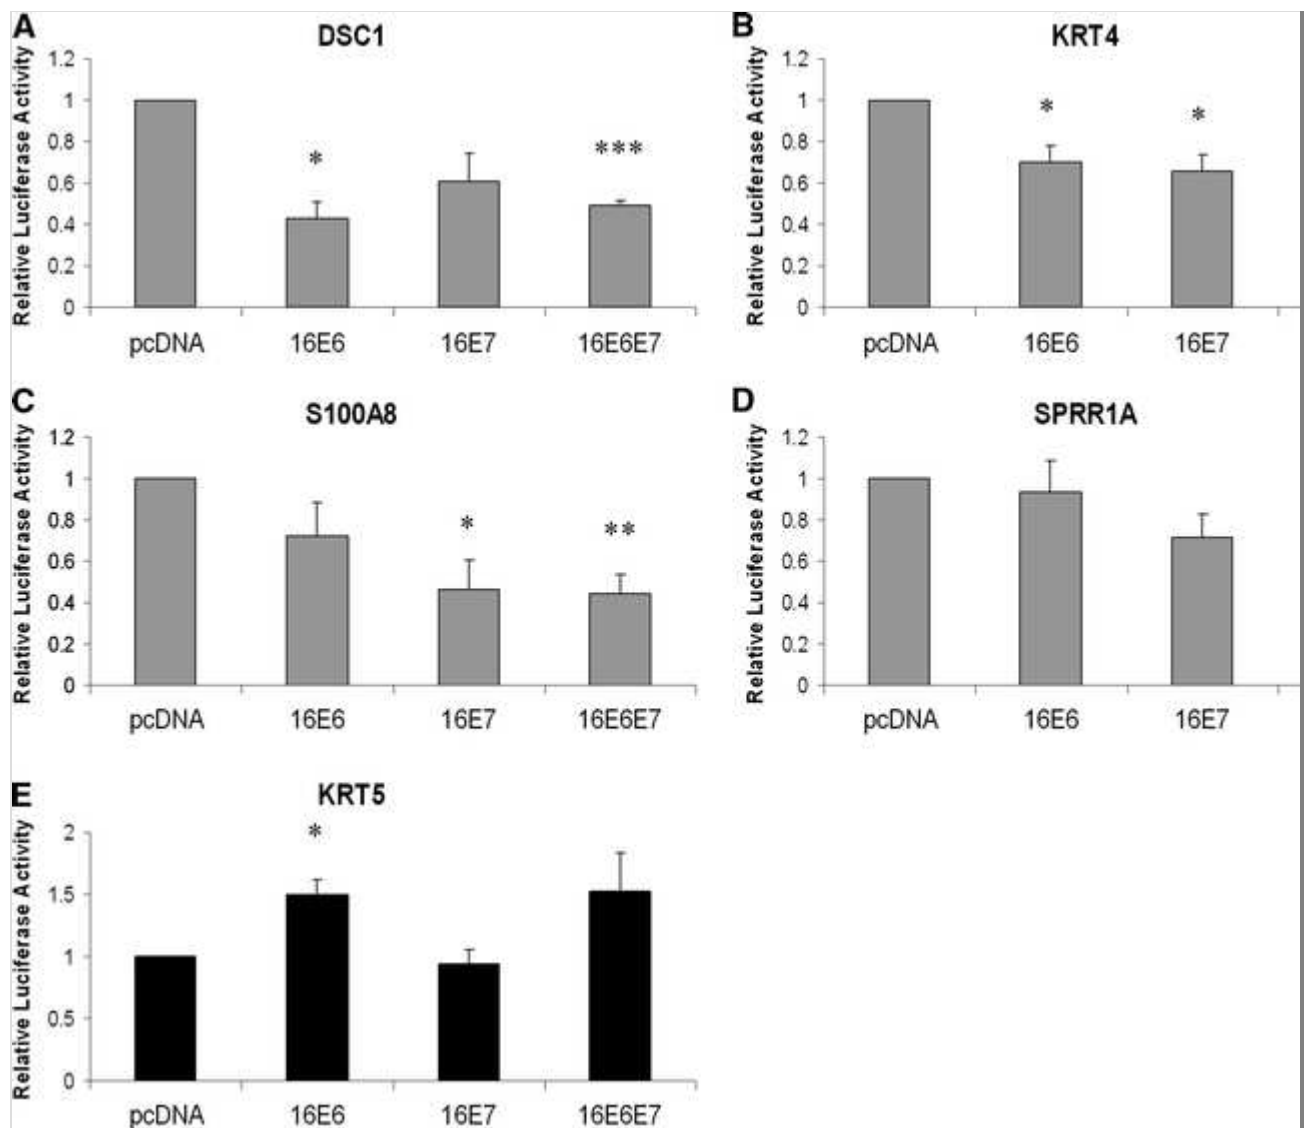 A
DSC1
Relative Luciferase Activity
1.2
1
0.8
0.6
0.4
0.2
0
*
***
pcDNA 16E6 16E7 16E6E7
B
KRT4
Relative Luciferase Activity
1.2
1
0.8
0.6
0.4
0.2
0
*
*
pcDNA 16E6 16E7
C
S100A8
Relative Luciferase Activity
1.2
1
0.8
0.6
0.4
0.2
0
*
**
pcDNA 16E6 16E7 16E6E7
D
SPRR1A
Relative Luciferase Activity
1.2
1
0.8
0.6
0.4
0.2
0
pcDNA 16E6 16E7
E
KRT5
Relative Luciferase Activity
2
1.5
1
0.5
0
*
pcDNA 16E6 16E7 16E6E7